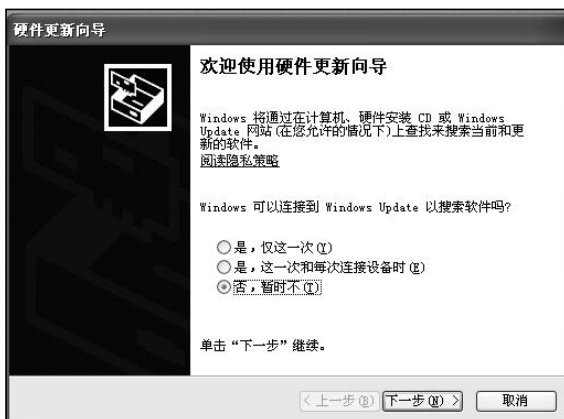 硬件更新向导
欢迎使用硬件更新向导
Windows 将通过在计算机、硬件安装 CD 或 Windows
Update 网站(在您允许的情况下)上查找来搜索当前和更
新的软件。
阅读隐私策略
Windows 可以连接到 Windows Update 以搜索软件吗?
是，仅这一次(Y)
是，这一次和每次连接设备时(E)
否，暂时不(T)
单击“下一步”继续。
<上一步(B) 下一步(N)> 取消